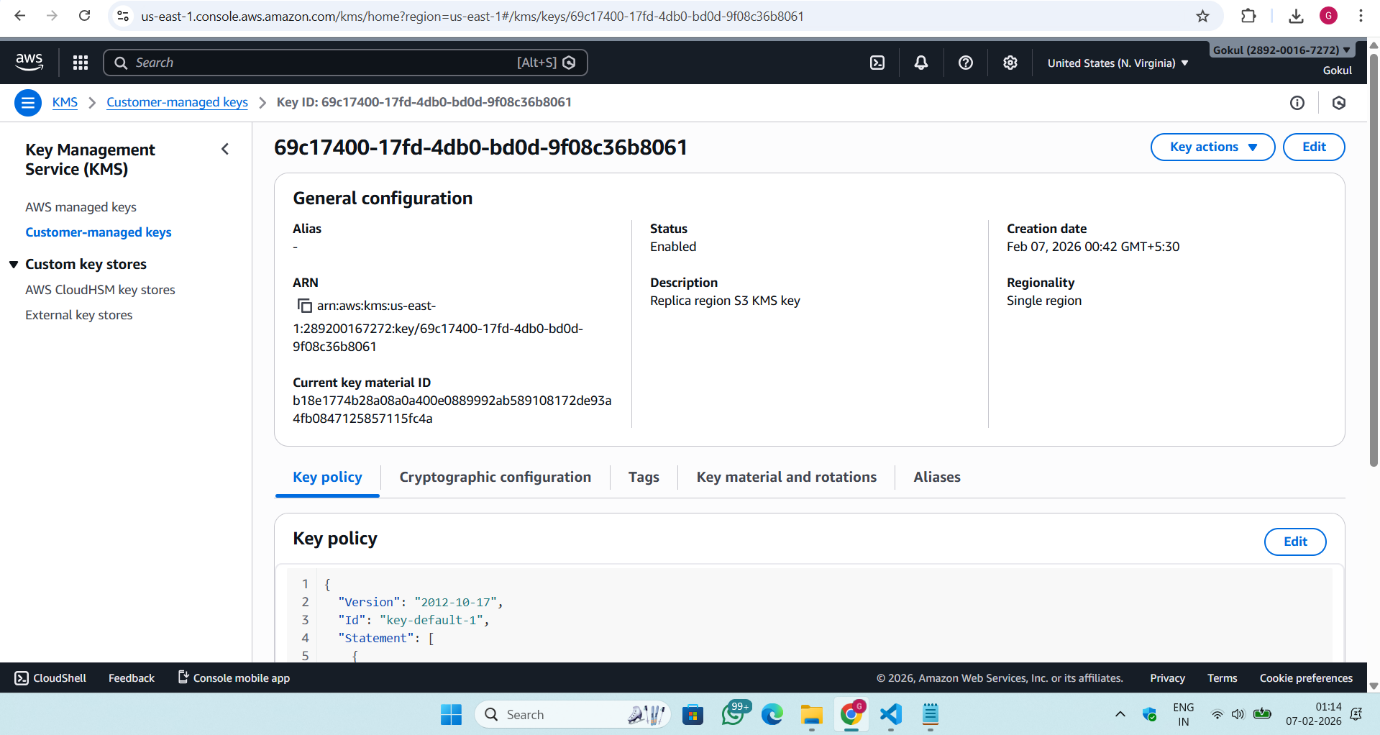 us-east-1.console.aws.amazon.com/kms/home?region=us-east-1#/kms/keys/69c17400-17fd-4db0-bd0d-9f08c36b8061
G
aws
Search
[Alt+S]
United States (N. Virginia)
Gokul (2892-0016-7272)
Gokul
KMS
Customer-managed keys
Key ID: 69c17400-17fd-4db0-bd0d-9f08c36b8061
Key Management
Service (KMS)
AWS managed keys
Customer-managed keys
Custom key stores
AWS CloudHSM key stores
External key stores
69c17400-17fd-4db0-bd0d-9f08c36b8061
Key actions
Edit
General configuration
Alias
-
ARN
arn:aws:kms:us-east-
1:289200167272:key/69c17400-17fd-4db0-bd0d-
9f08c36b8061
Current key material ID
b18e1774b28a08a0a400e0889992ab589108172de93a
4fb0847125857115fc4a
Status
Enabled
Description
Replica region S3 KMS key
Creation date
Feb 07, 2026 00:42 GMT+5:30
Regionality
Single region
Key policy
Cryptographic configuration
Tags
Key material and rotations
Aliases
Key policy
Edit
1 {
2 "Version": "2012-10-17",
3 "Id": "key-default-1",
4 "Statement": [
5 {
CloudShell
Feedback
Console mobile app
© 2026, Amazon Web Services, Inc. or its affiliates.
Privacy
Terms
Cookie preferences
Search
99+
G
ENG
IN
01:14
07-02-2026